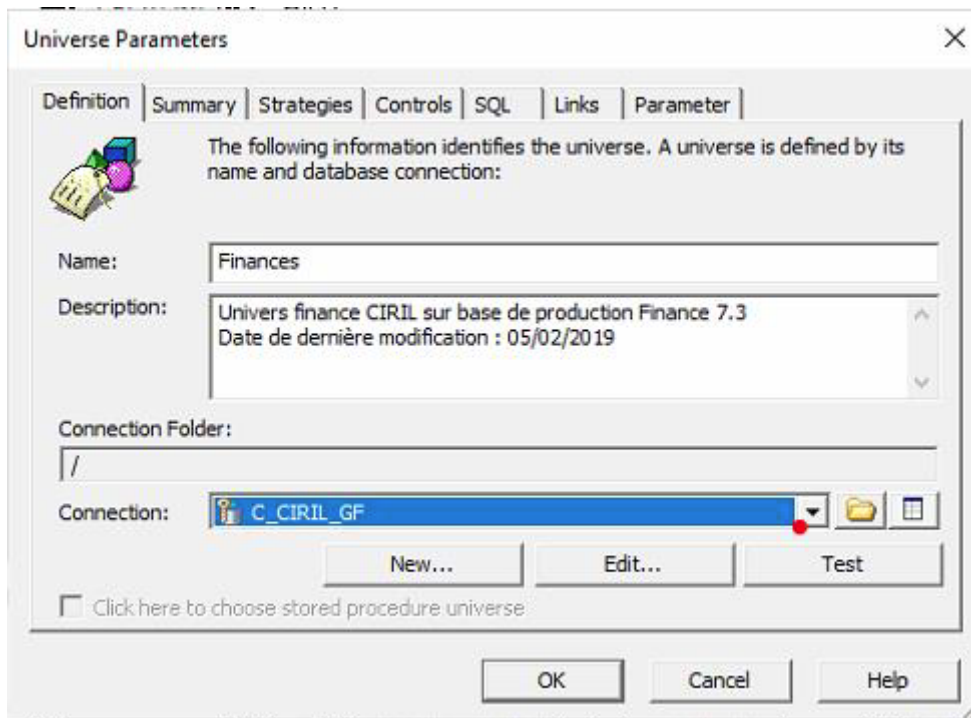 Universe Parameters
Definition Summary Strategies Controls SQL Links Parameter
The following information identifies the universe. A universe is defined by its
name and database connection:
Name: Finances
Description: Univers finance CIRIL sur base de production Finance 7.3
Date de dernière modification : 05/02/2019
Connection Folder:
/
Connection: C_CIRIL_GF
New... Edit... Test
Click here to choose stored procedure universe
OK Cancel Help